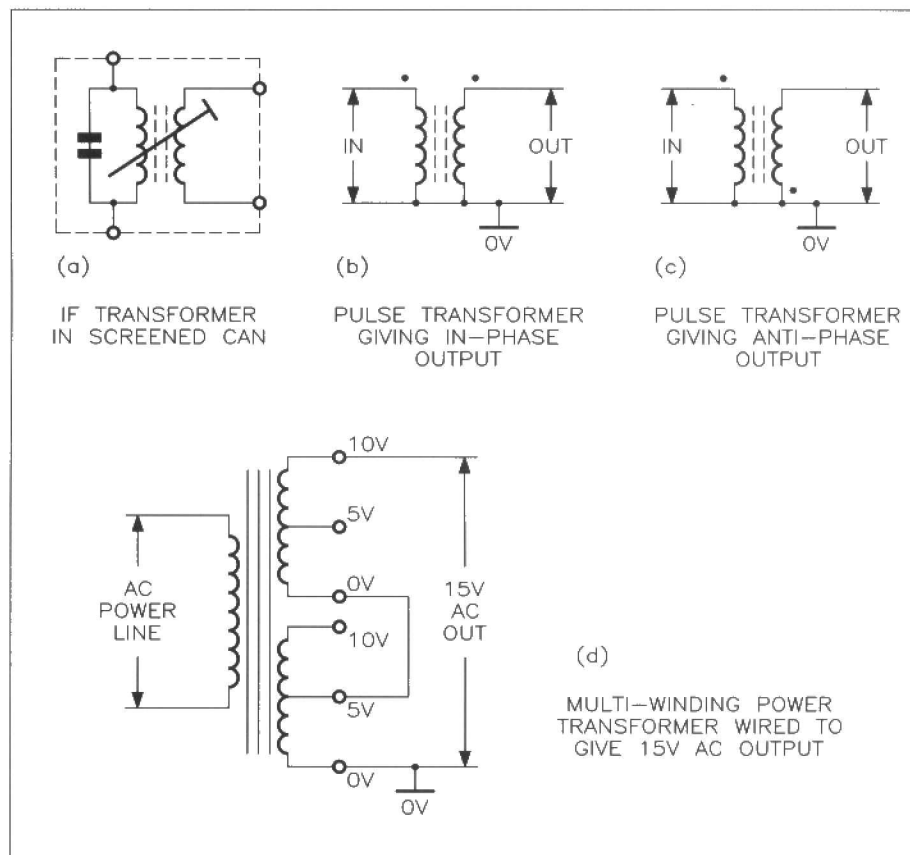 IN
OUT
0V
IN
OUT
0V
(a)
(b)
(c)
IF TRANSFORMER
IN SCREENED CAN
PULSE TRANSFORMER
GIVING IN-PHASE
OUTPUT
PULSE TRANSFORMER
GIVING ANTI-PHASE
OUTPUT
AC
POWER
LINE
10V
5V
0V
10V
5V
0V
0V
15V
AC
OUT
(d)
MULTI-WINDING POWER
TRANSFORMER WIRED TO
GIVE 15V AC OUTPUT